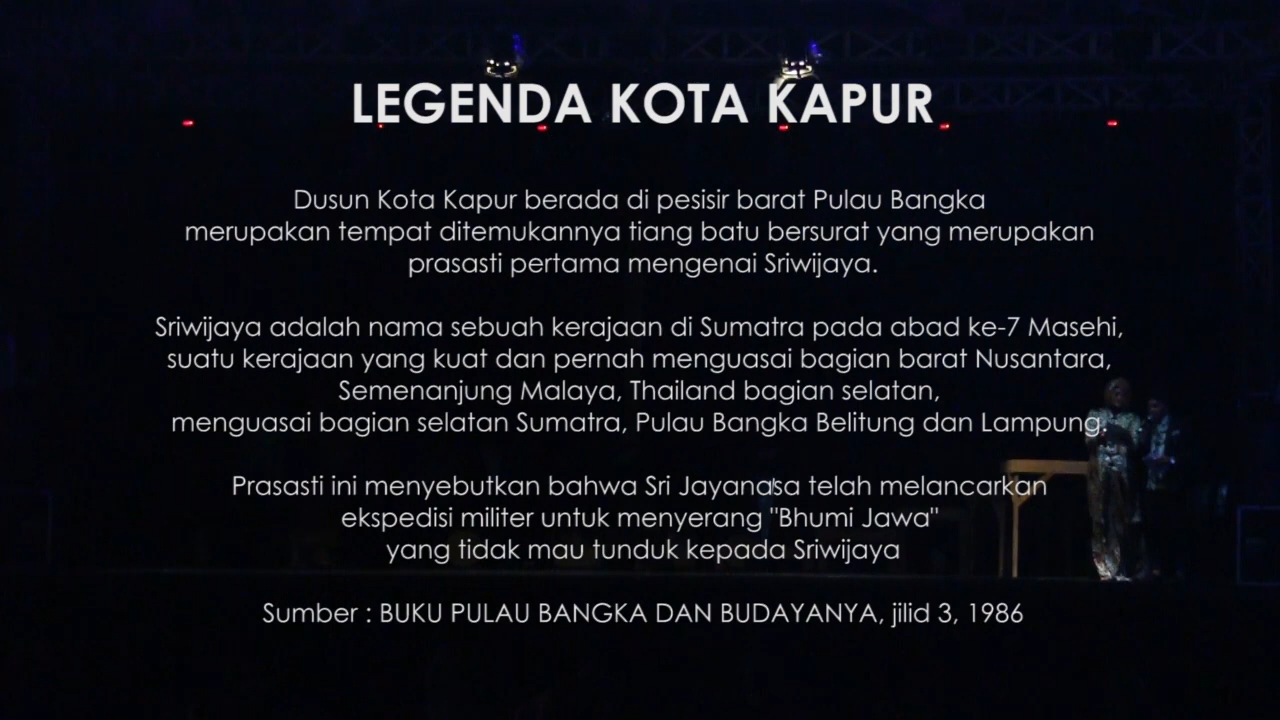 LEGENDA KOTA KAPUR
Dusun Kota Kapur berada di pesisir barat Pulau Bangka
merupakan tempat ditemukannya tiang batu bersurat yang merupakan
prasasti pertama mengenai Sriwijaya.
Sriwijaya adalah nama sebuah kerajaan di Sumatra pada abad ke-7 Masehi,
suatu kerajaan yang kuat dan pernah menguasai bagian barat Nusantara,
Semenanjung Malaya, Thailand bagian selatan,
menguasai bagian selatan Sumatra, Pulau Bangka Belitung dan Lampung.
Prasasti ini menyebutkan bahwa Sri Jayanasa telah melancarkan
ekspedisi militer untuk menyerang "Bhumi Jawa"
yang tidak mau tunduk kepada Sriwijaya
Sumber : BUKU PULAU BANGKA DAN BUDAYANYA, jilid 3, 1986